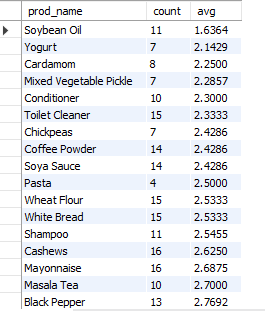 prod_name count avg
Soybean Oil 11 1.6364
Yogurt 7 2.1429
Cardamom 8 2.2500
Mixed Vegetable Pickle 7 2.2857
Conditioner 10 2.3000
Toilet Cleaner 15 2.3333
Chickpeas 7 2.4286
Coffee Powder 14 2.4286
Soya Sauce 14 2.4286
Pasta 4 2.5000
Wheat Flour 15 2.5333
White Bread 15 2.5333
Shampoo 11 2.5455
Cashews 16 2.6250
Mayonnaise 16 2.6875
Masala Tea 10 2.7000
Black Pepper 13 2.7692